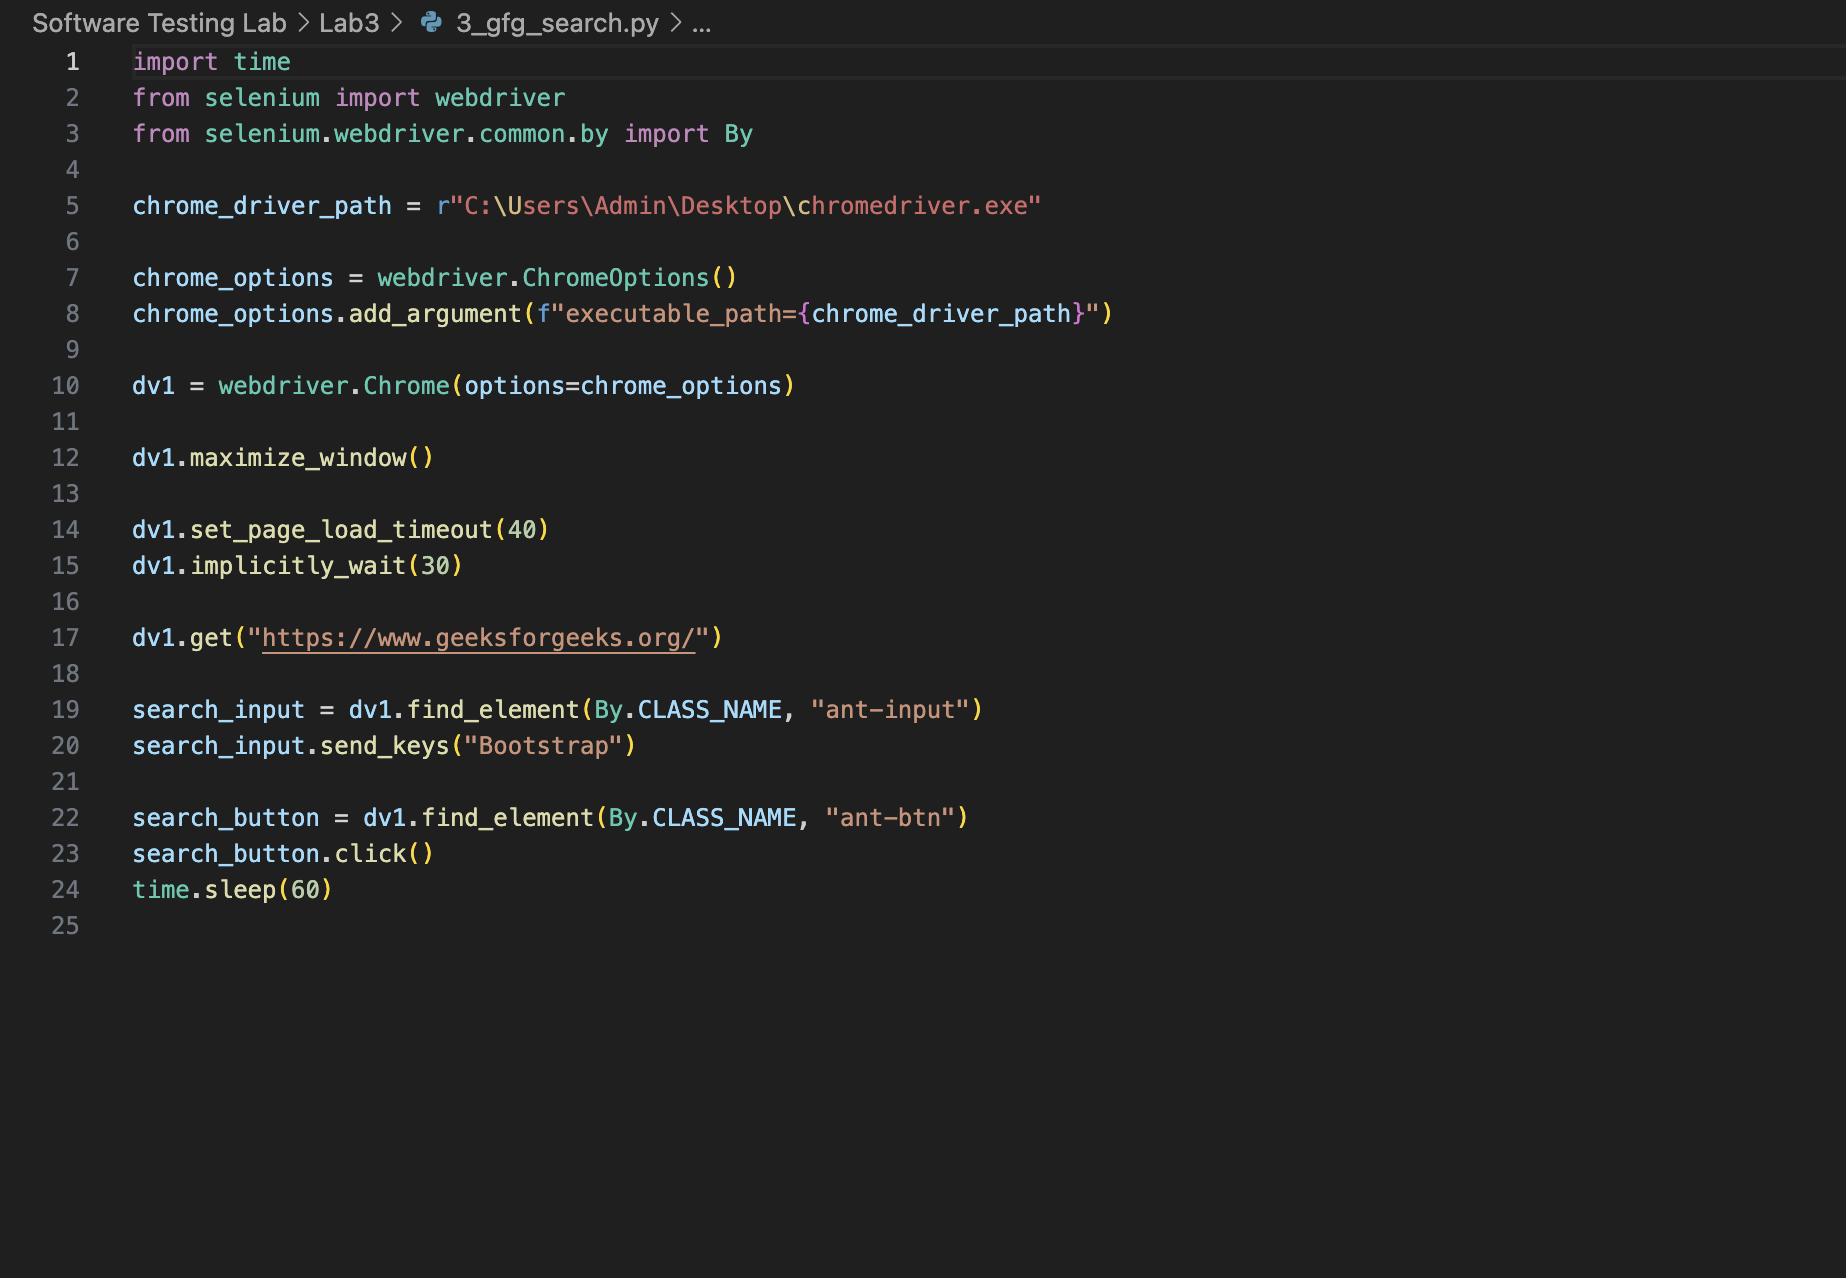 Software Testing Lab > Lab3 > 3_gfg_search.py > ...
1 import time
2 from selenium import webdriver
3 from selenium.webdriver.common.by import By
4
5 chrome_driver_path = r"C:\Users\Admin\Desktop\chromedriver.exe"
6
7 chrome_options = webdriver.ChromeOptions()
8 chrome_options.add_argument(f"executable_path={chrome_driver_path}")
9
10 dv1 = webdriver.Chrome(options=chrome_options)
11
12 dv1.maximize_window()
13
14 dv1.set_page_load_timeout(40)
15 dv1.implicitly_wait(30)
16
17 dv1.get("https://www.geeksforgeeks.org/")
18
19 search_input = dv1.find_element(By.CLASS_NAME, "ant-input")
20 search_input.send_keys("Bootstrap")
21
22 search_button = dv1.find_element(By.CLASS_NAME, "ant-btn")
23 search_button.click()
24 time.sleep(60)
25